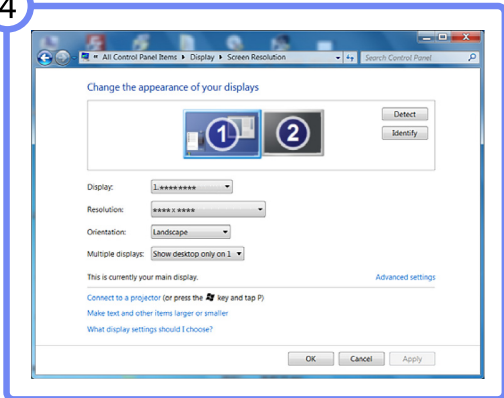 4
All Control Panel Items ▸ Display ▸ Screen Resolution
Search Control Panel
Change the appearance of your displays
1
2
Detect
Identify
Display: 1.********
Resolution: **** x ****
Orientation: Landscape
Multiple displays: Show desktop only on 1
This is currently your main display.
Advanced settings
Connect to a projector (or press the key and tap P)
Make text and other items larger or smaller
What display settings should I choose?
OK
Cancel
Apply